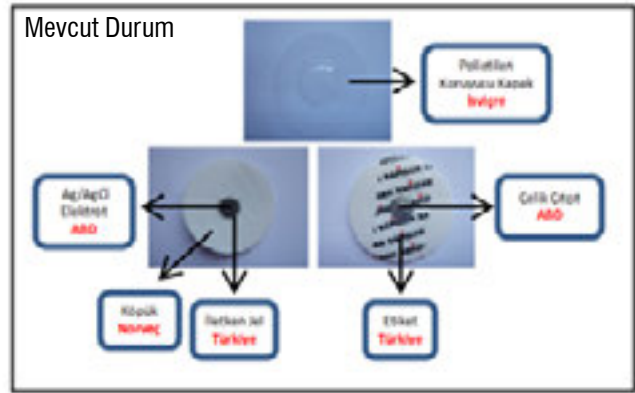 Mevcut Durum
Polietilen
Koruyucu Kapak
İsviçre
Ag/AgCl
Elektrot
ABD
Çelik Çıtçıt
ABD
Köpük
Norveç
İletken Jel
Türkiye
Etiket
Türkiye